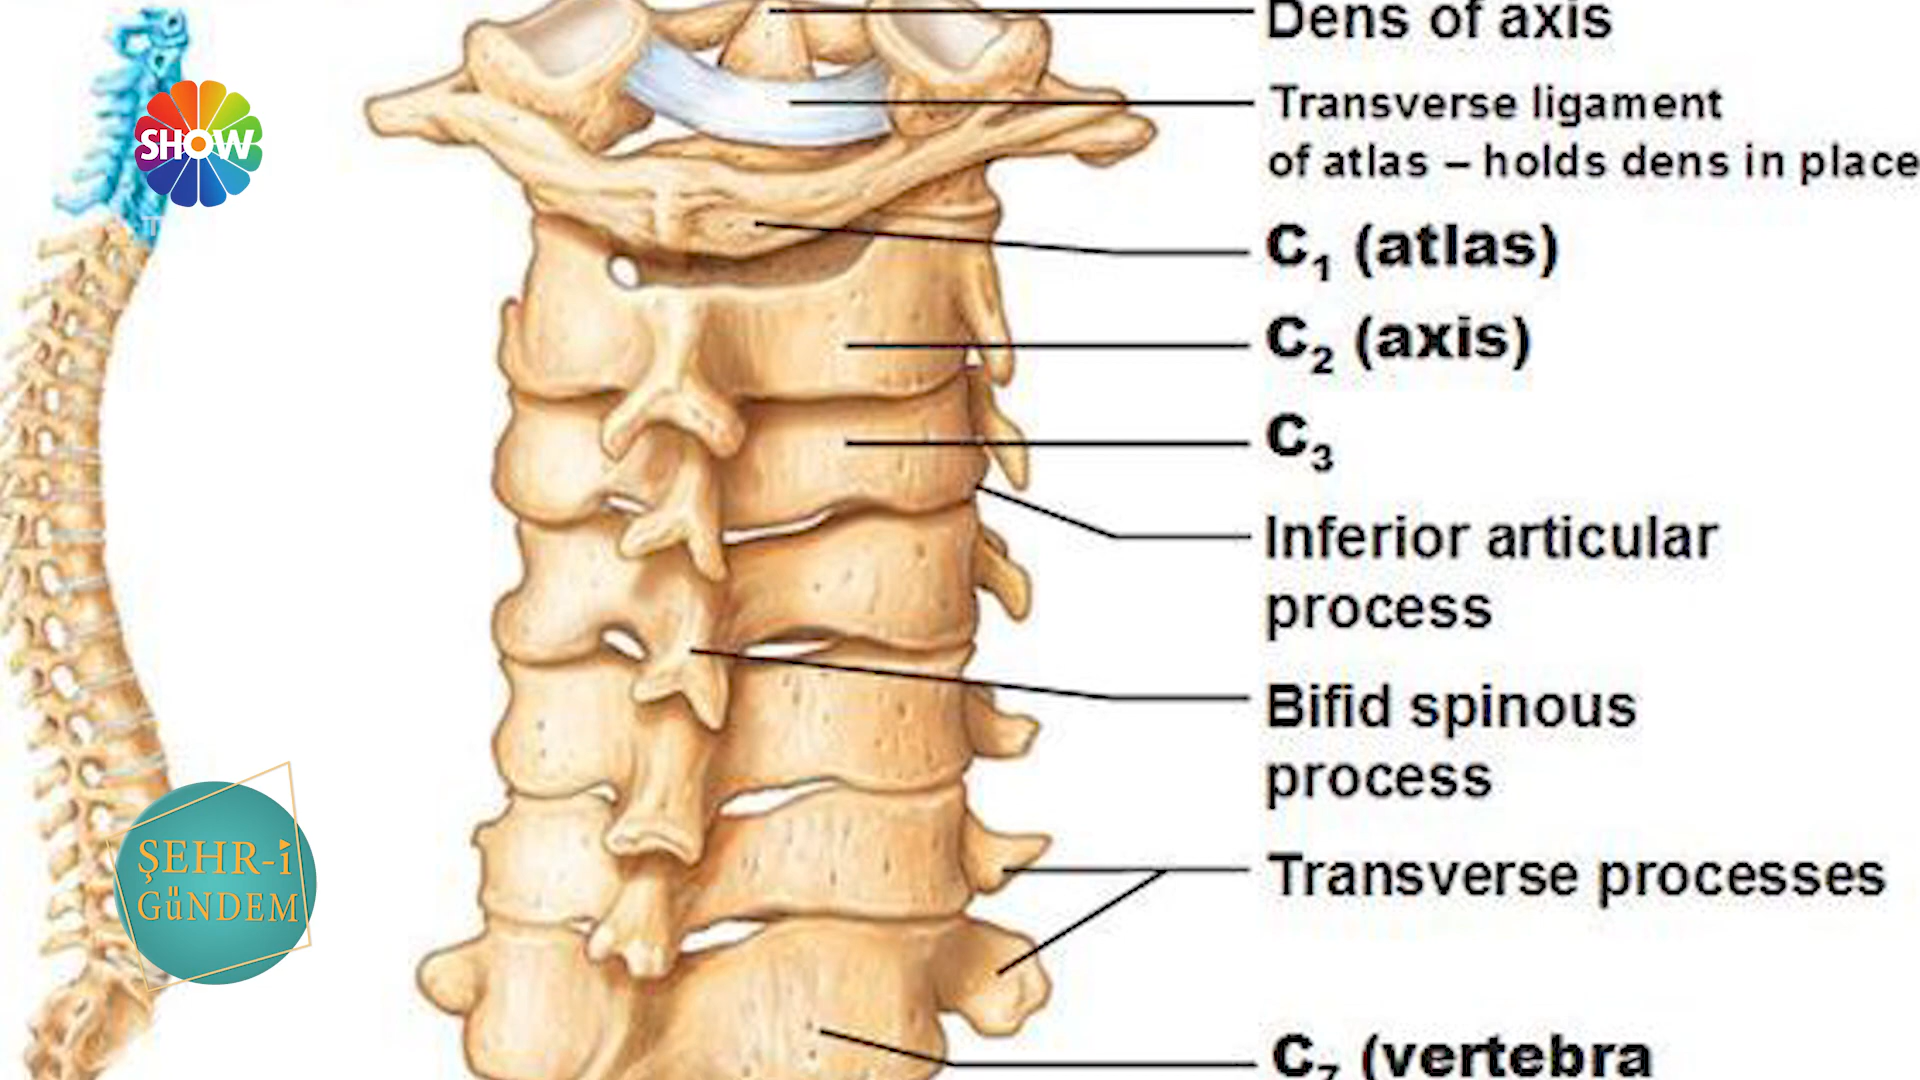 Dens of axis
SHOW
Transverse ligament
of atlas – holds dens in place
C₁ (atlas)
C₂ (axis)
C₃
Inferior articular
process
Bifid spinous
process
ŞEHR-i
GüNDEM
Transverse processes
C₇ (vertebra